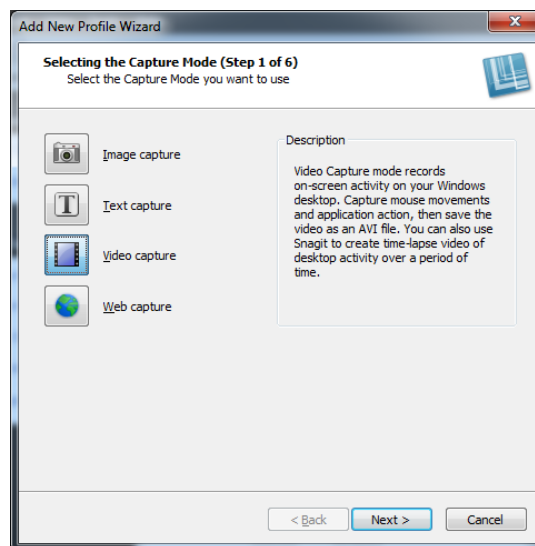 Add New Profile Wizard
Selecting the Capture Mode (Step 1 of 6)
Select the Capture Mode you want to use
Image capture
Text capture
Video capture
Web capture
Description
Video Capture mode records
on-screen activity on your Windows
desktop. Capture mouse movements
and application action, then save the
video as an AVI file. You can also use
Snagit to create time-lapse video of
desktop activity over a period of
time.
< Back
Next >
Cancel